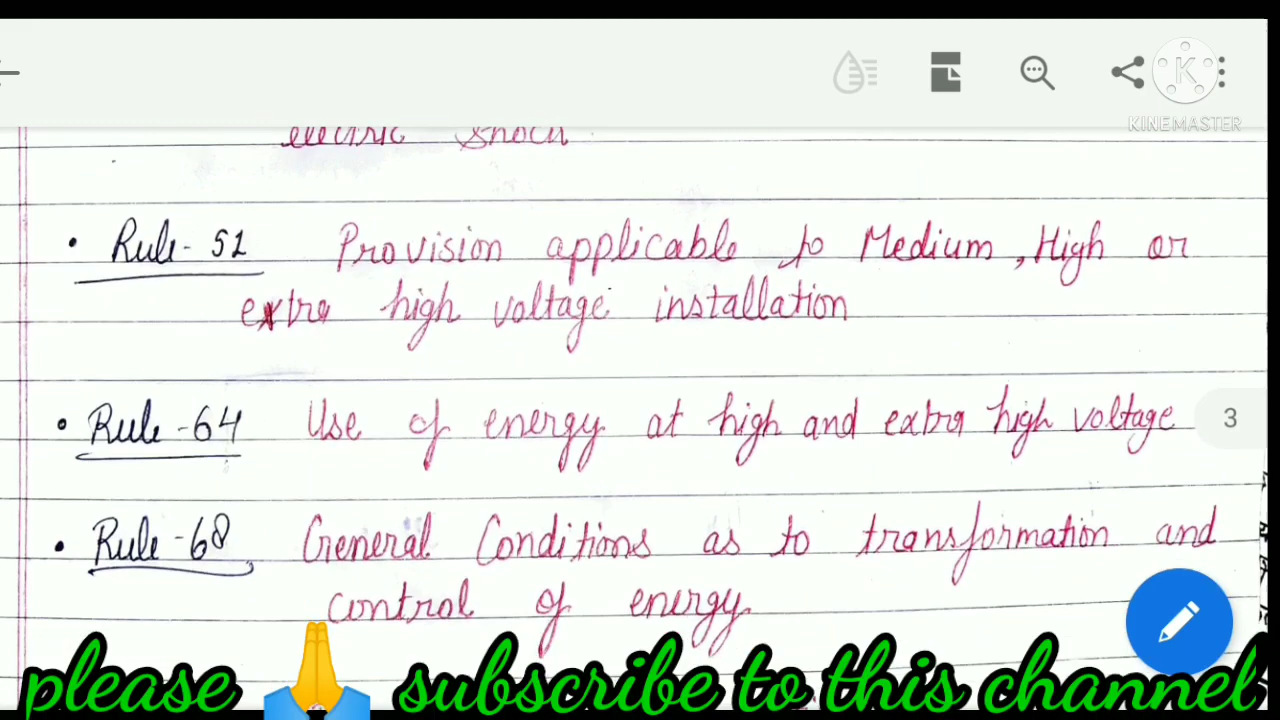 KINEMASTER
electric shock
• Rule-51 Provision applicable to Medium, High or
extra high voltage installation
• Rule-64 Use of energy at high and extra high voltage
3
• Rule-68 General Conditions as to transformation and
control of energy
please 🙏 subscribe to this channel